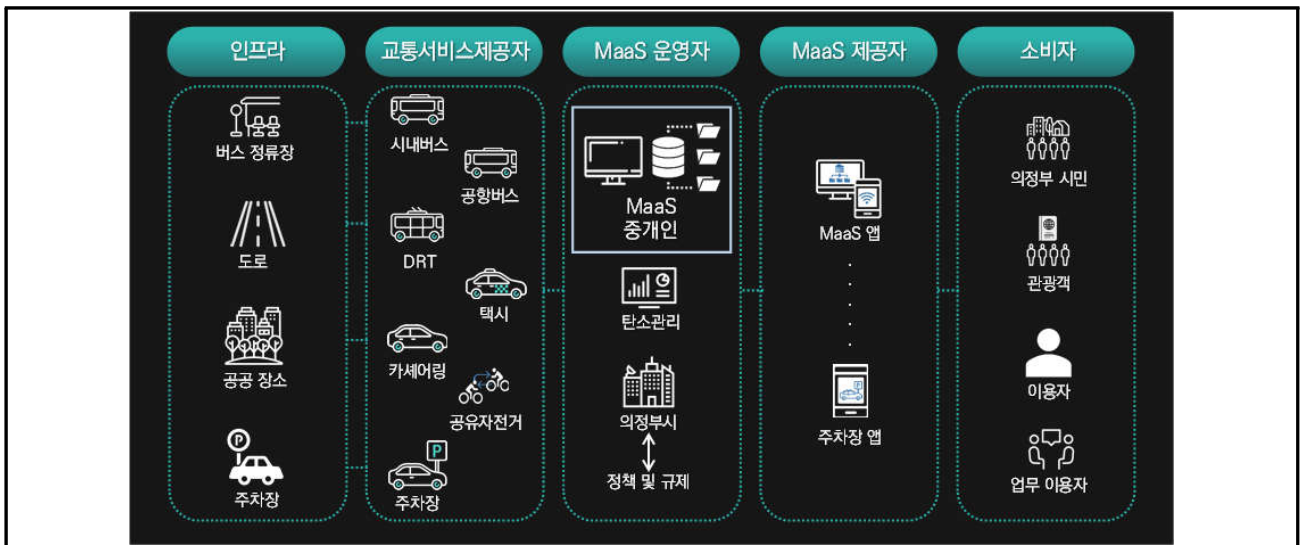 인프라
버스 정류장
도로
공공 장소
P
주차장
교통서비스제공자
시내버스
공항버스
DRT
택시
카셰어링
공유자전거
P
주차장
MaaS 운영자
MaaS
중개인
탄소관리
의정부시
정책 및 규제
MaaS 제공자
MaaS 앱
P
주차장 앱
소비자
의정부 시민
관광객
이용자
업무 이용자